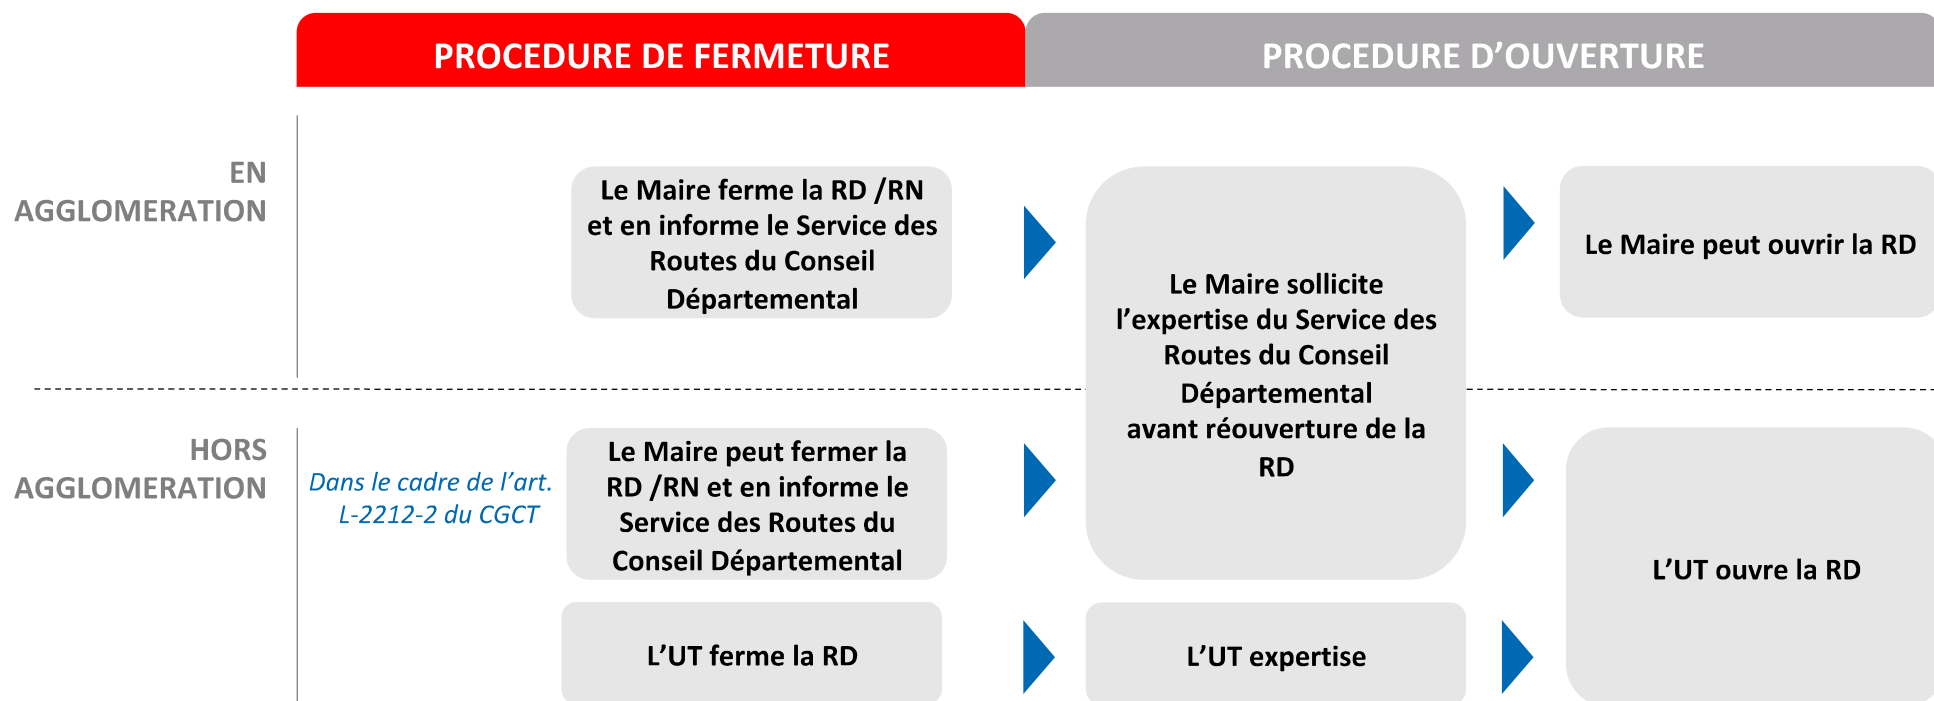 PROCEDURE DE FERMETURE
PROCEDURE D’OUVERTURE
EN
AGGLOMERATION
Le Maire ferme la RD /RN
et en informe le Service des
Routes du Conseil
Départemental
Le Maire sollicite
l’expertise du Service des
Routes du Conseil
Départemental
avant réouverture de la
RD
Le Maire peut ouvrir la RD
HORS
AGGLOMERATION
Dans le cadre de l’art.
L-2212-2 du CGCT
Le Maire peut fermer la
RD /RN et en informe le
Service des Routes du
Conseil Départemental
L’UT ouvre la RD
L’UT ferme la RD
L’UT expertise